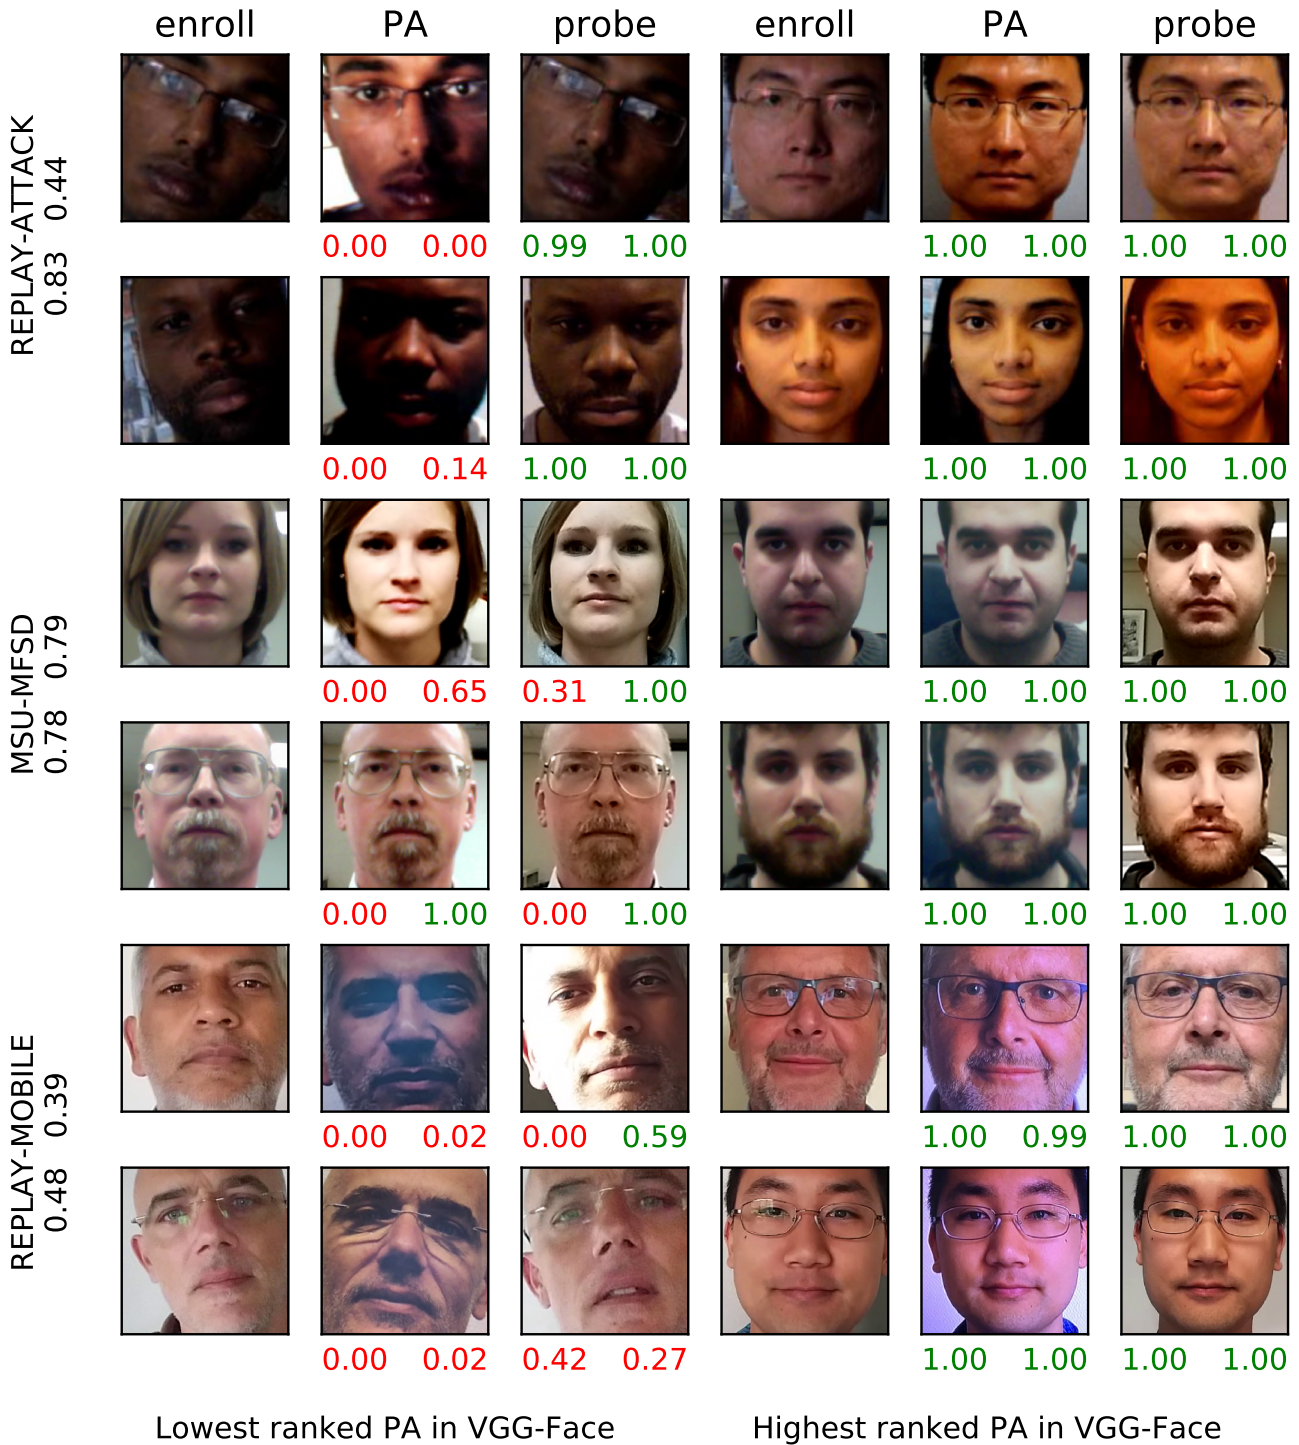 enroll PA probe enroll PA probe
REPLAY-ATTACK
0.83 0.44
0.00 0.00 0.99 1.00 1.00 1.00 1.00 1.00
0.00 0.14 1.00 1.00 1.00 1.00 1.00 1.00
MSU-MFSD
0.78 0.79
0.00 0.65 0.31 1.00 1.00 1.00 1.00 1.00
0.00 1.00 0.00 1.00 1.00 1.00 1.00 1.00
REPLAY-MOBILE
0.48 0.39
0.00 0.02 0.00 0.59 1.00 0.99 1.00 1.00
0.00 0.02 0.42 0.27 1.00 1.00 1.00 1.00
Lowest ranked PA in VGG-Face Highest ranked PA in VGG-Face